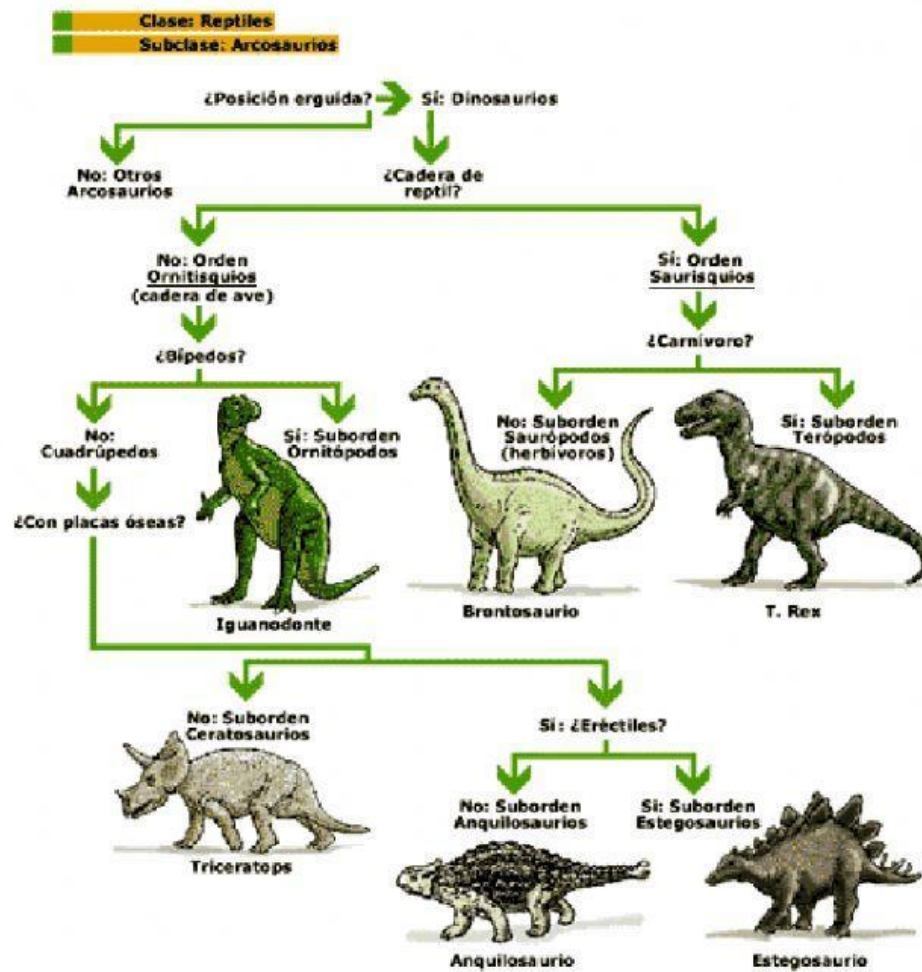 Clase: Reptiles
Subclase: Arcosaurios
¿Posición erguida?
Sí: Dinosaurios
No: Otros
Arcosaurios
¿Cadera de
reptil?
No: Orden
Ornitisquios
(cadera de ave)
Sí: Orden
Saurisquios
¿Bípedos?
¿Carnívoro?
No:
Cuadrúpedos
Sí: Suborden
Ornitópodos
No: Suborden
Saurópodos
(herbívoros)
Sí: Suborden
Terópodos
¿Con placas óseas?
Iguanodonte
Brontosaurio
T. Rex
No: Suborden
Ceratosaurios
Sí: ¿Eréctiles?
Triceratops
No: Suborden
Anquilosaurios
Sí: Suborden
Estegosaurios
Anquilosaurio
Estegosaurio